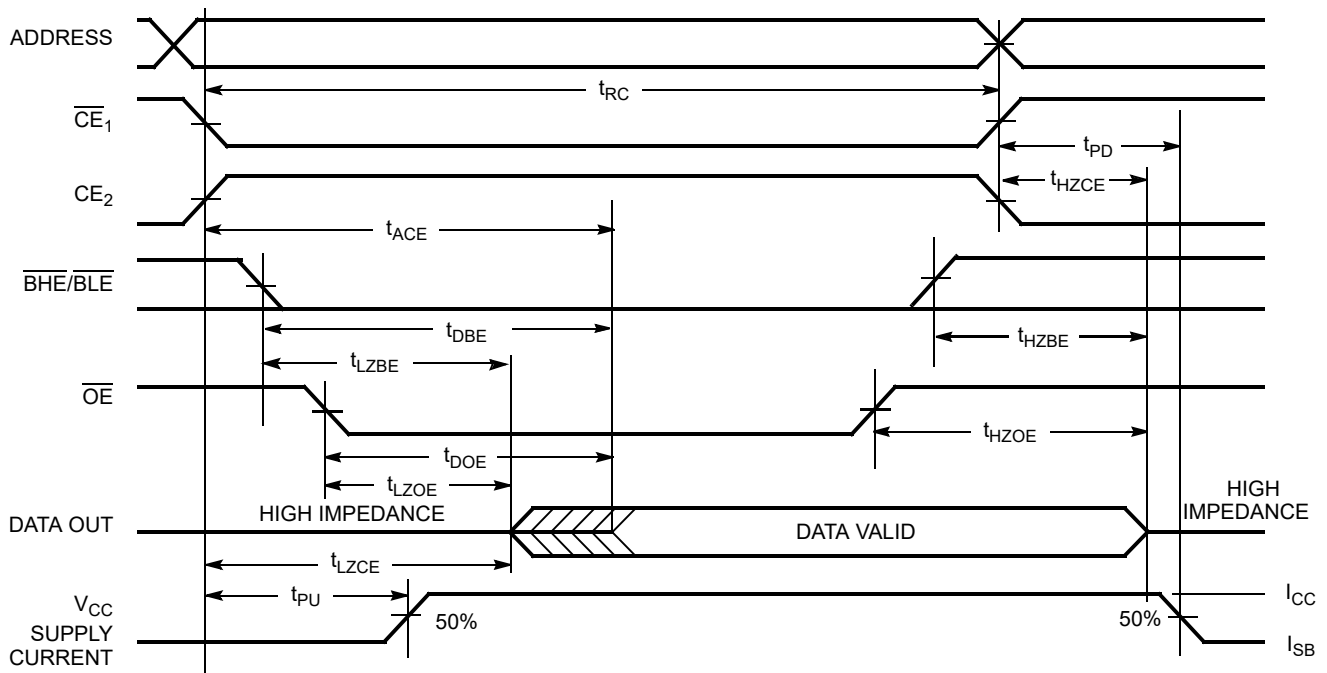 ADDRESS
tRC
CE1
tPD
tHZCE
CE2
tACE
BHE/BLE
tDBE
tHZBE
tLZBE
OE
tHZOE
tDOE
tLZOE
HIGH IMPEDANCE
HIGH
IMPEDANCE
DATA OUT
DATA VALID
tLZCE
tPU
VCC
SUPPLY
CURRENT
50%
50%
ICC
ISB